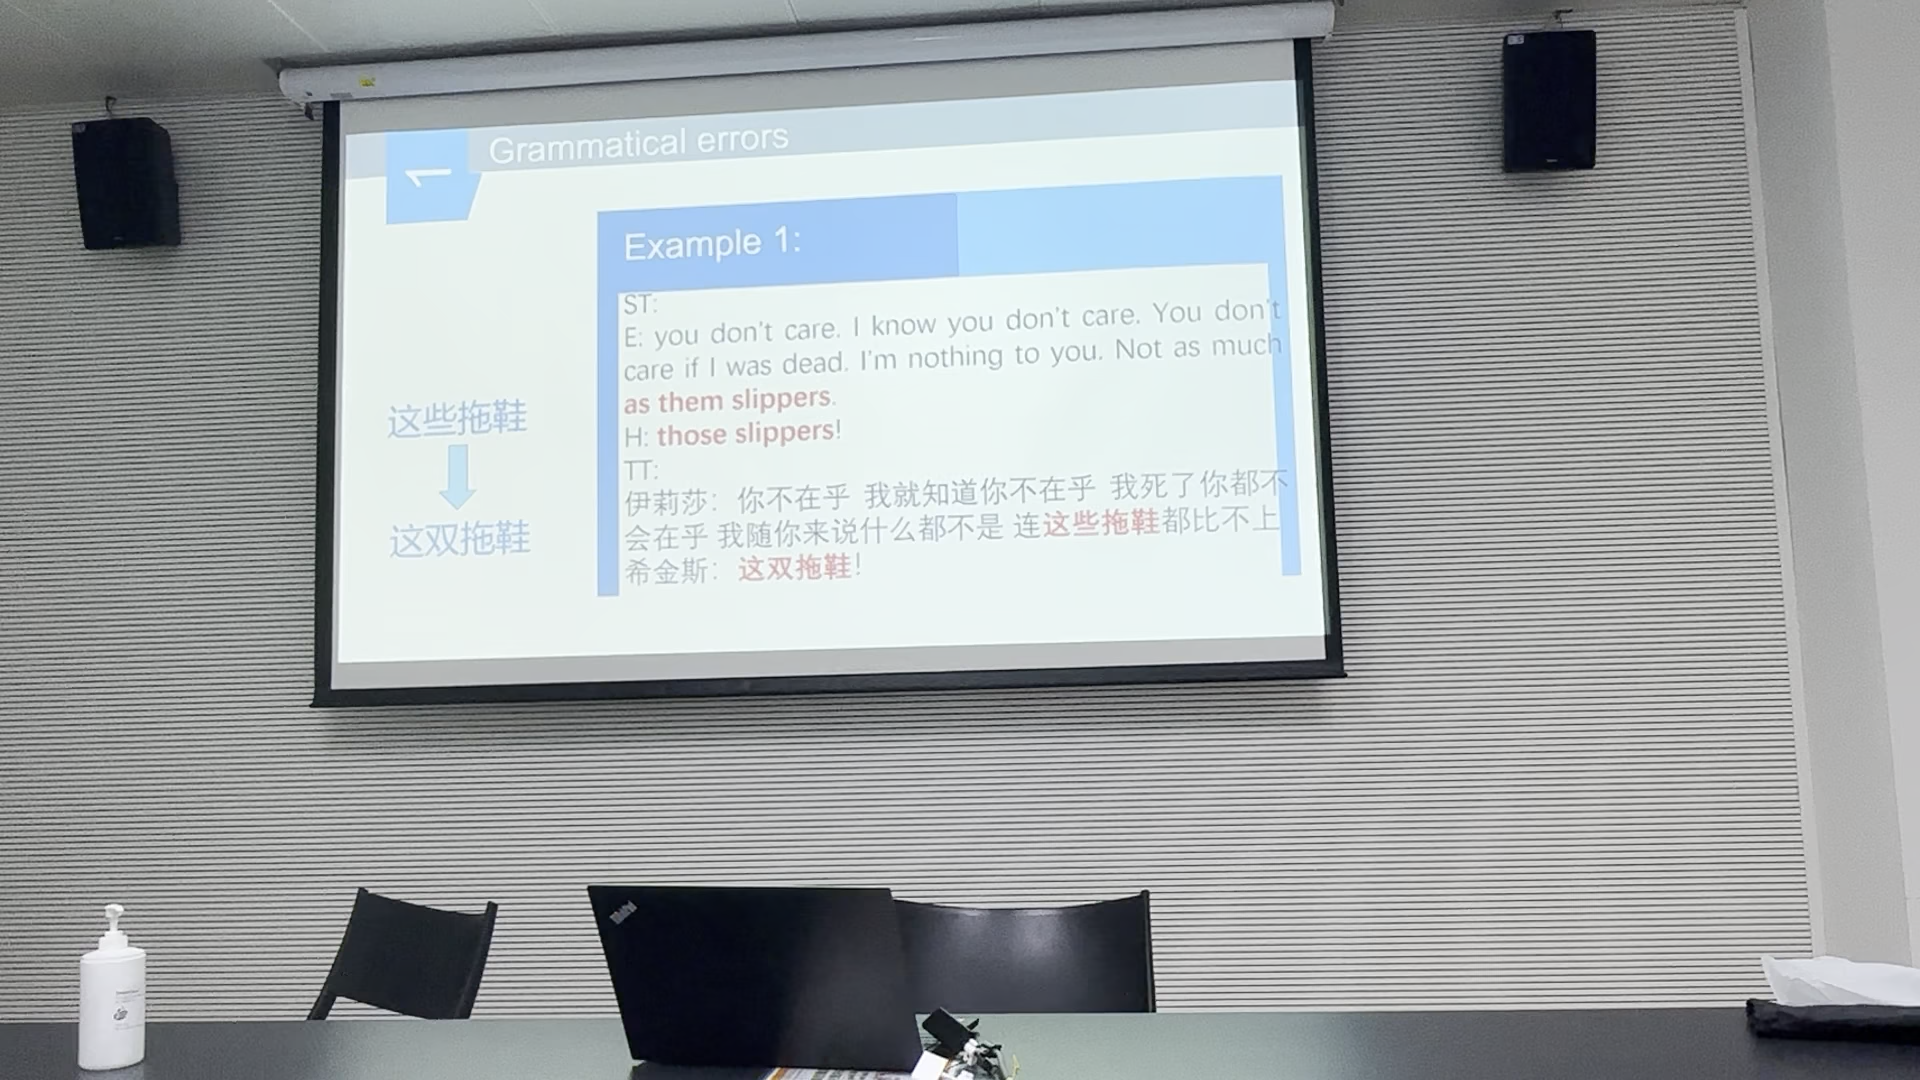 1
Grammatical errors
Example 1:
ST:
E: you don't care. I know you don't care. You don't
care if I was dead. I'm nothing to you. Not as much
as them slippers.
H: those slippers!
TT:
伊莉莎：你不在乎 我就知道你不在乎 我死了你都不
会在乎 我随你来说什么都不是 连这些拖鞋都比不上
希金斯：这双拖鞋！
这些拖鞋
这双拖鞋
ThinkPad